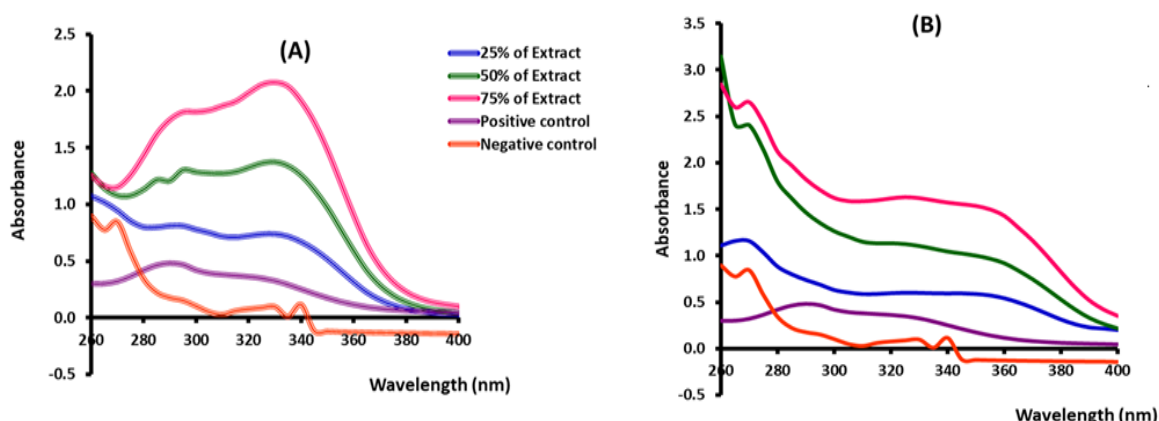 (A)
2.5
2.0
1.5
1.0
0.5
0.0
-0.5
Absorbance
260 280 300 320 340 360 380 400
Wavelength (nm)
25% of Extract
50% of Extract
75% of Extract
Positive control
Negative control
(B)
3.5
3.0
2.5
2.0
1.5
1.0
0.5
0.0
-0.5
Absorbance
260 280 300 320 340 360 380 400
Wavelength (nm)